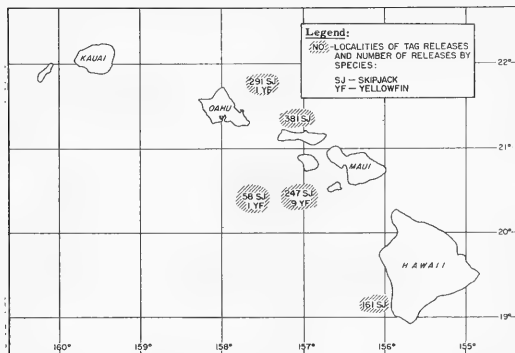 Legend:
NO. -LOCALITIES OF TAG RELEASES
AND NUMBER OF RELEASES BY
SPECIES:
SJ — SKIPJACK
YF — YELLOWFIN
KAUAI
22°
291 SJ
1 YF
OAHU
381 SJ
21°
MAUI
58 SJ
1 YF
247 SJ
9 YF
20°
HAWAII
161 SJ
19°
160°
159°
158°
157°
156°
155°